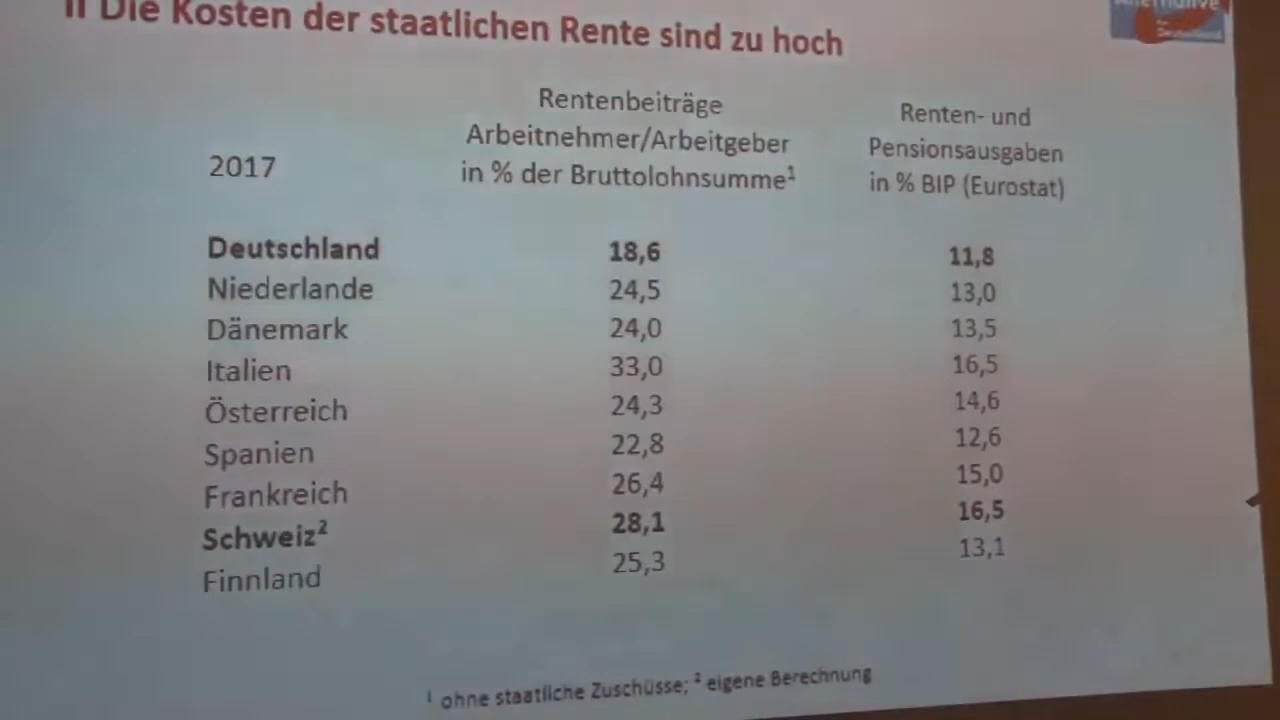 II Die Kosten der staatlichen Rente sind zu hoch
Alternative
für
Deutschland
2017
Rentenbeiträge
Arbeitnehmer/Arbeitgeber
in % der Bruttolohnsumme¹
Renten- und
Pensionsausgaben
in % BIP (Eurostat)
Deutschland 18,6 11,8
Niederlande 24,5 13,0
Dänemark 24,0 13,5
Italien 33,0 16,5
Österreich 24,3 14,6
Spanien 22,8 12,6
Frankreich 26,4 15,0
Schweiz² 28,1 16,5
Finnland 25,3 13,1
¹ ohne staatliche Zuschüsse; ² eigene Berechnung